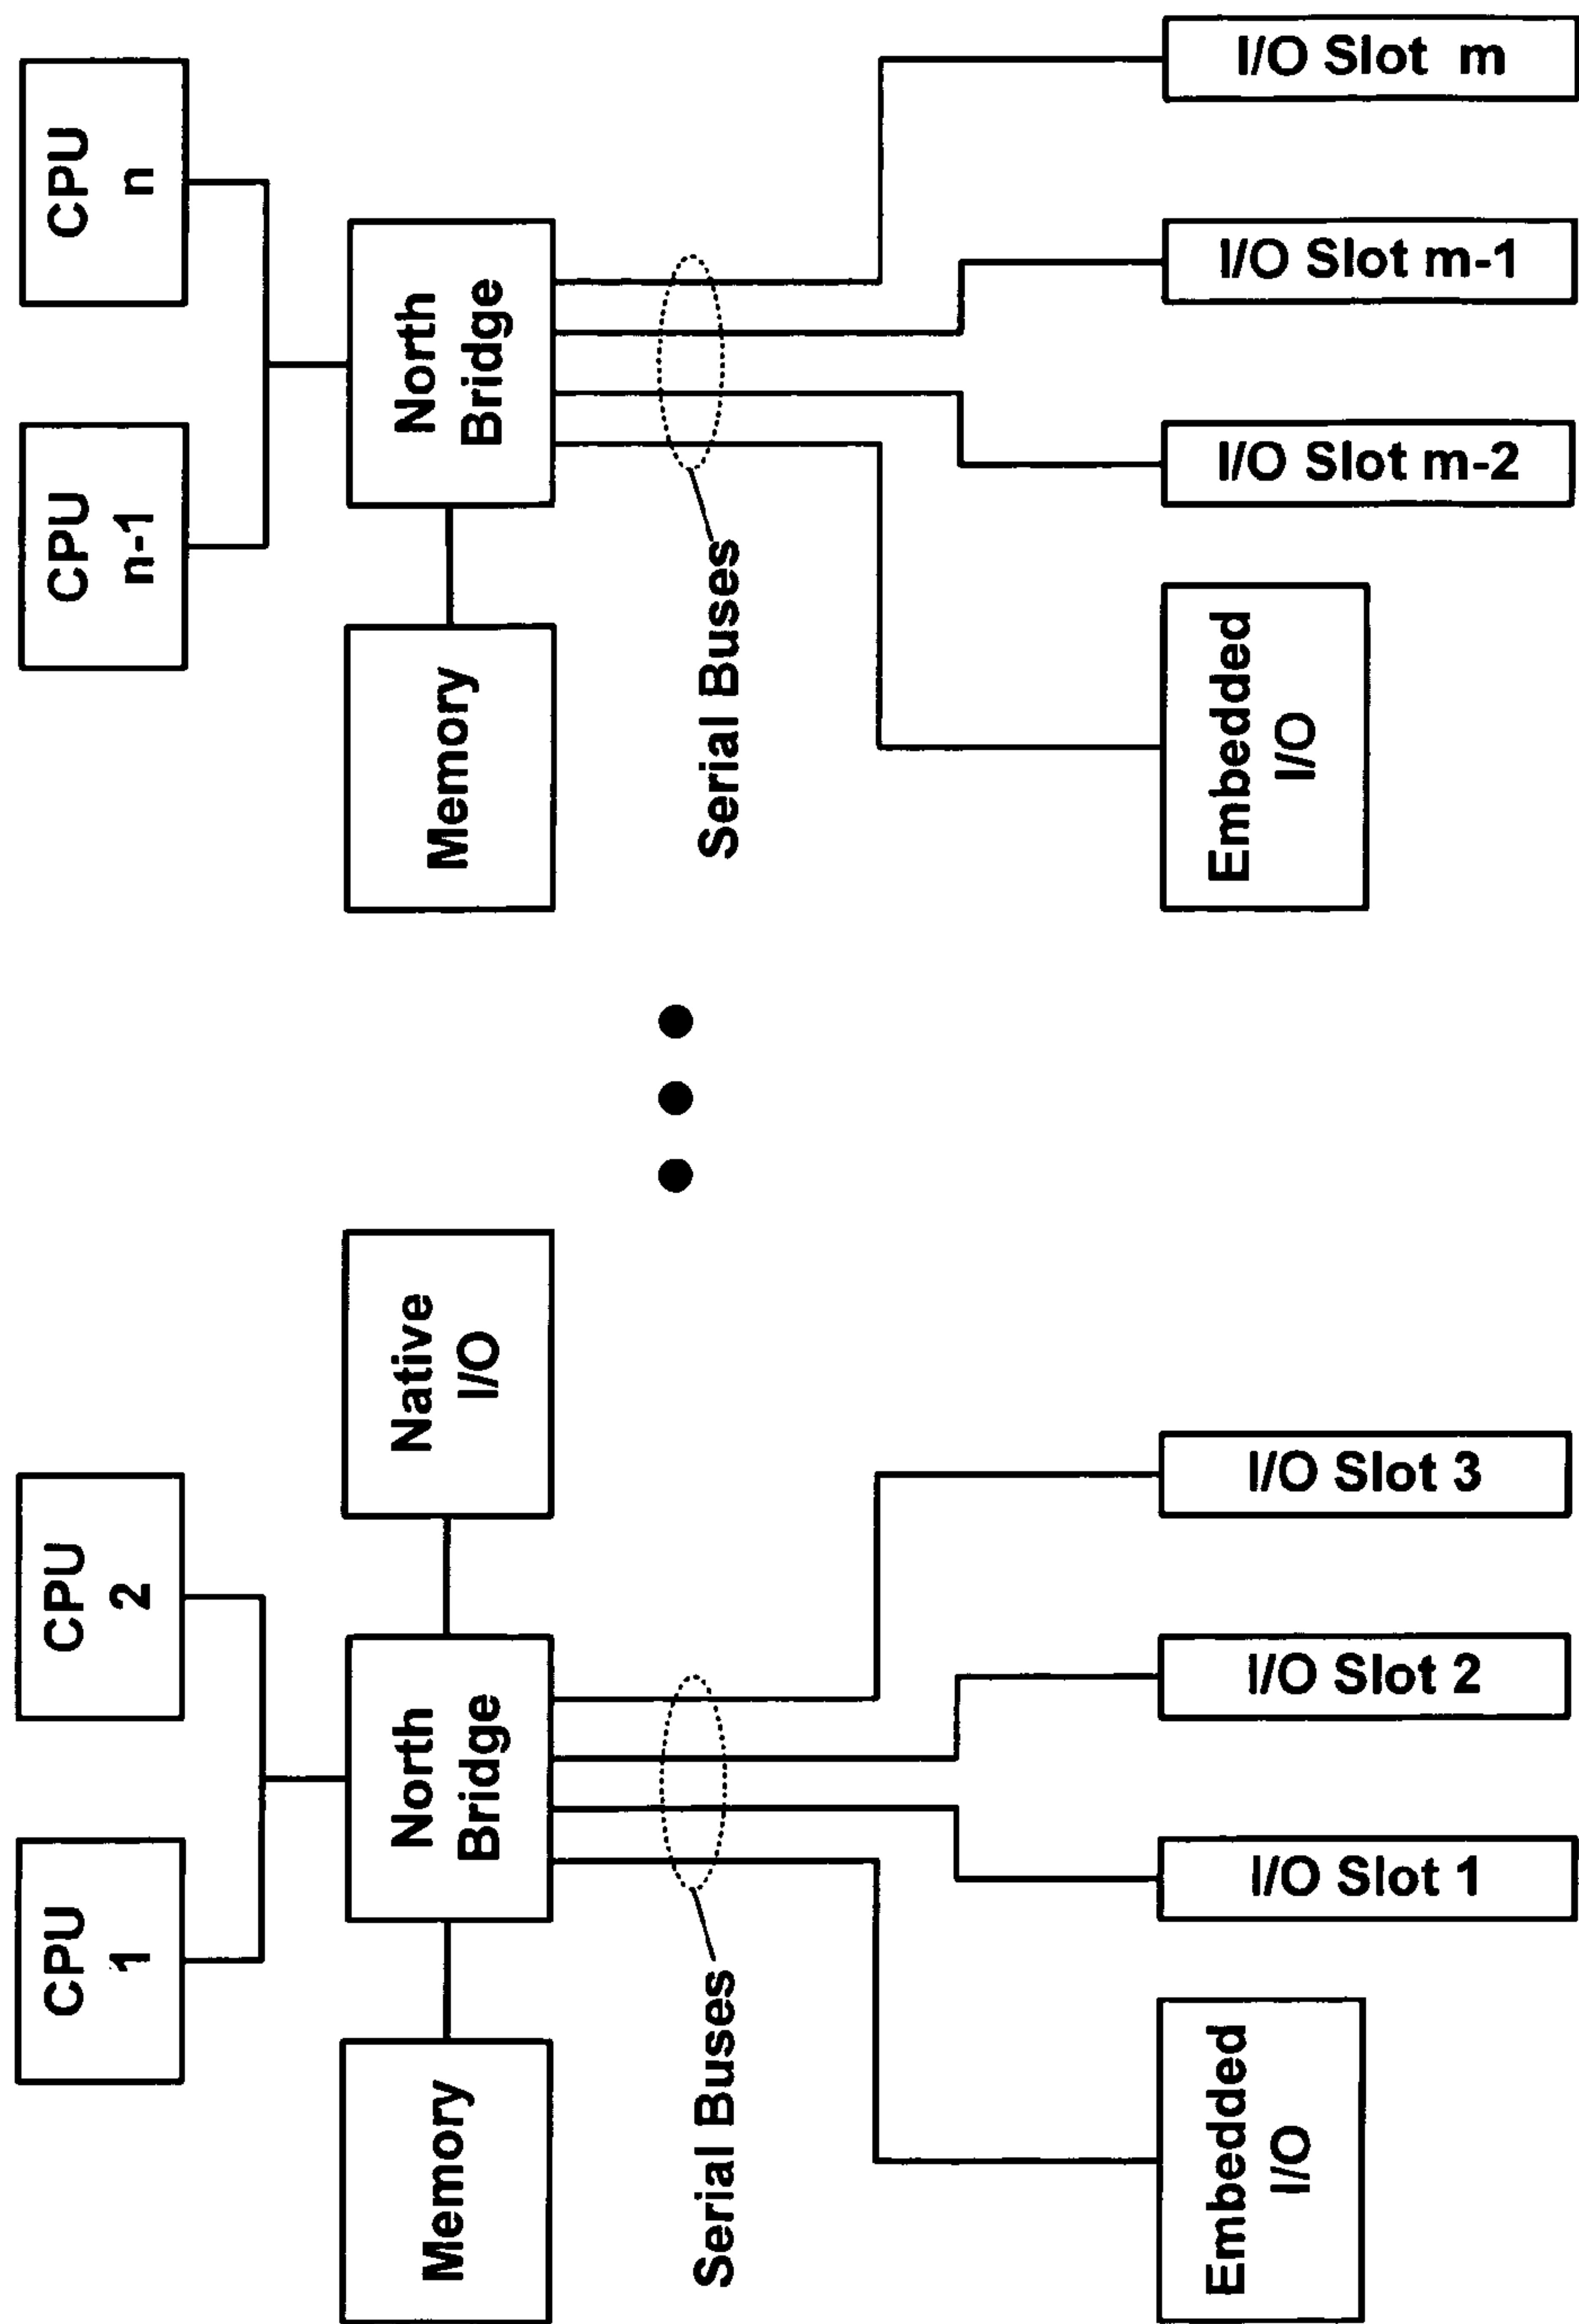 CPU
1
CPU
2
CPU
n-1
CPU
n
Memory
North
Bridge
Native
I/O
Memory
North
Bridge
Serial Buses
Serial Buses
Embedded
I/O
I/O Slot 1
I/O Slot 2
I/O Slot 3
Embedded
I/O
I/O Slot m-2
I/O Slot m-1
I/O Slot m